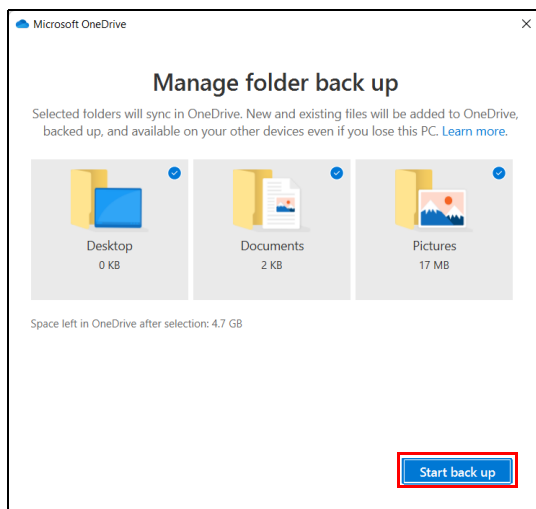 Microsoft OneDrive
Manage folder back up
Selected folders will sync in OneDrive. New and existing files will be added to OneDrive,
backed up, and available on your other devices even if you lose this PC. Learn more.
Desktop
0 KB
Documents
2 KB
Pictures
17 MB
Space left in OneDrive after selection: 4.7 GB
Start back up